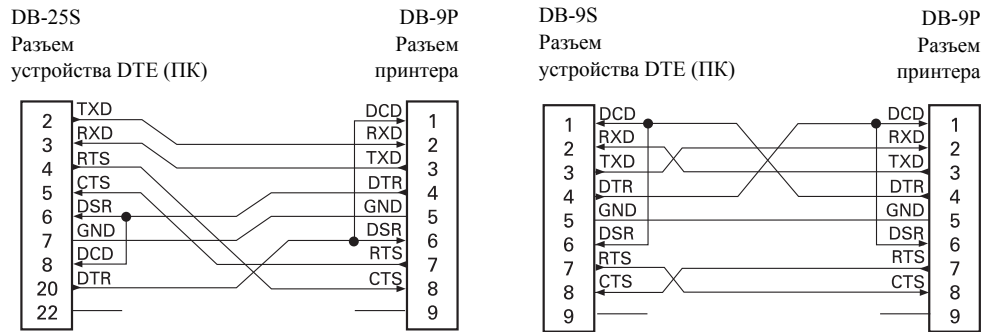 DB-25S
Разъем
устройства DTE (ПК)
DB-9P
Разъем
принтера
2 TXD
3 RXD
4 RTS
5 CTS
6 DSR
7 GND
8 DCD
20 DTR
22
DCD 1
RXD 2
TXD 3
DTR 4
GND 5
DSR 6
RTS 7
CTS 8
9
DB-9S
Разъем
устройства DTE (ПК)
DB-9P
Разъем
принтера
1 DCD
2 RXD
3 TXD
4 DTR
5 GND
6 DSR
7 RTS
8 CTS
9
DCD 1
RXD 2
TXD 3
DTR 4
GND 5
DSR 6
RTS 7
CTS 8
9